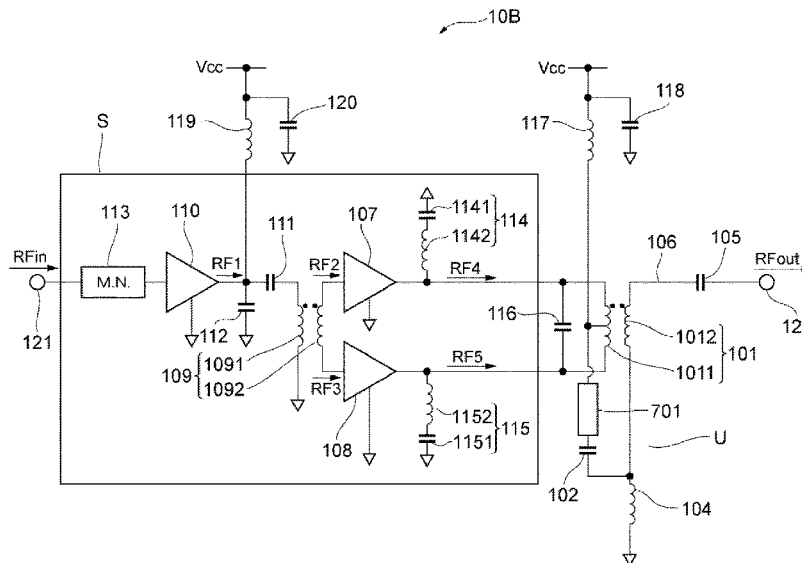 10B
Vcc
Vcc
120
118
119
117
S
113
110
111
107
1141
1142
114
106
105
RFin
M.N.
RF1
RF2
RF4
RFout
121
112
116
12
109
1091
1092
RF3
RF5
1012
1011
101
1152
1151
115
701
U
108
102
104